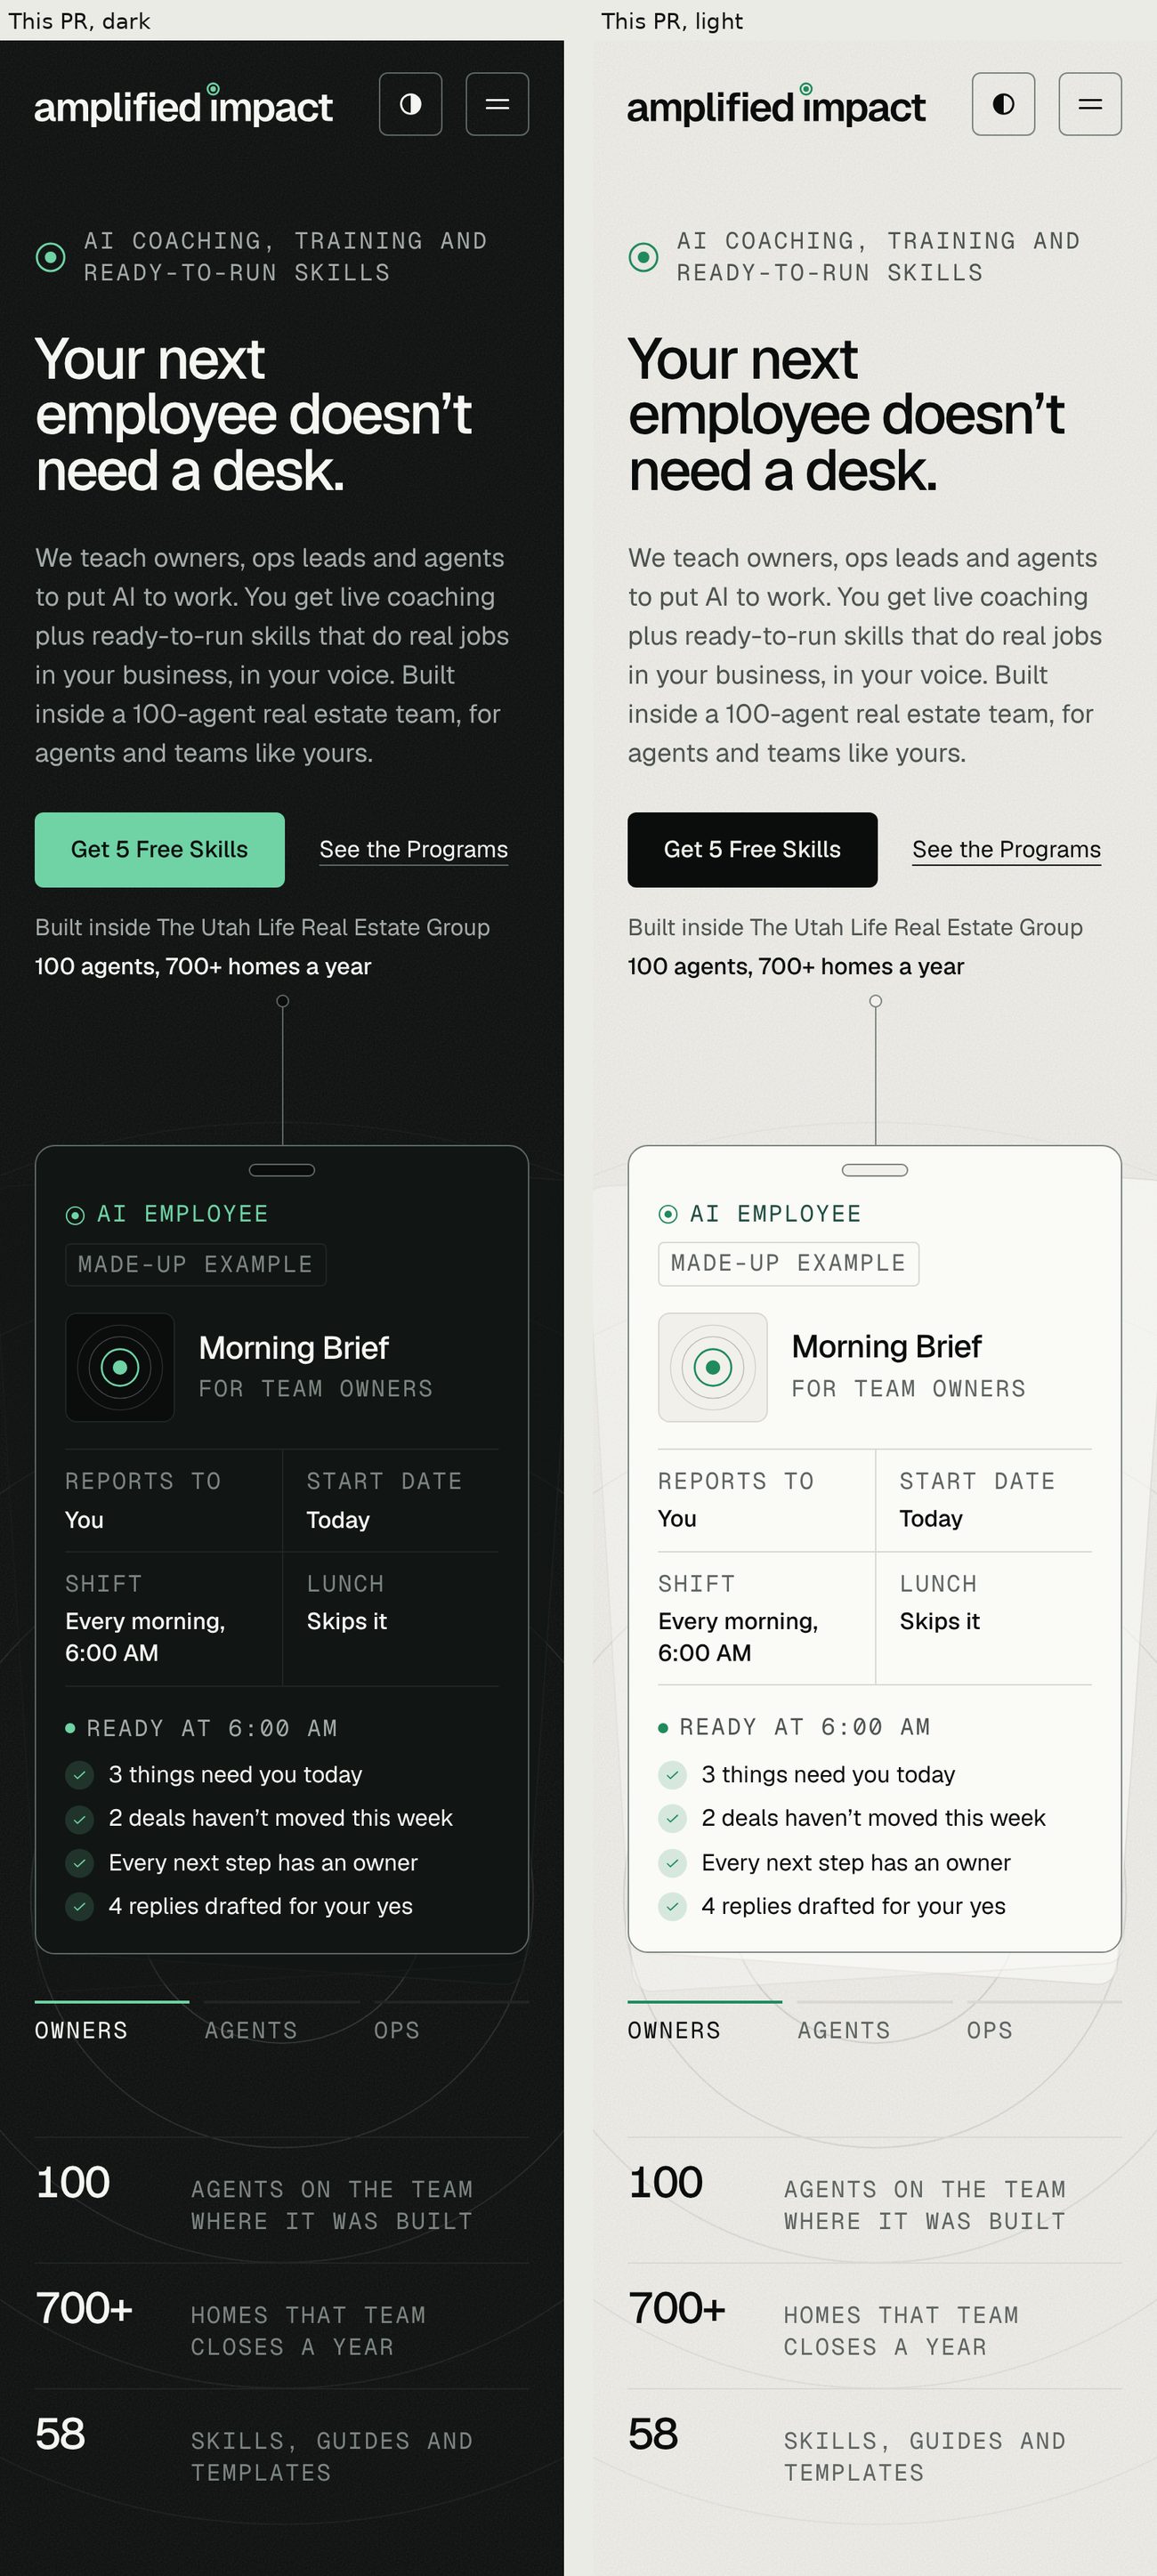 This PR, dark
amplified impact
AI COACHING, TRAINING AND
READY-TO-RUN SKILLS
Your next
employee doesn’t
need a desk.
We teach owners, ops leads and agents
to put AI to work. You get live coaching
plus ready-to-run skills that do real jobs
in your business, in your voice. Built
inside a 100-agent real estate team, for
agents and teams like yours.
Get 5 Free Skills
See the Programs
Built inside The Utah Life Real Estate Group
100 agents, 700+ homes a year
AI EMPLOYEE
MADE-UP EXAMPLE
Morning Brief
FOR TEAM OWNERS
REPORTS TO
You
START DATE
Today
SHIFT
Every morning,
6:00 AM
LUNCH
Skips it
READY AT 6:00 AM
3 things need you today
2 deals haven’t moved this week
Every next step has an owner
4 replies drafted for your yes
OWNERS
AGENTS
OPS
100
AGENTS ON THE TEAM
WHERE IT WAS BUILT
700+
HOMES THAT TEAM
CLOSES A YEAR
58
SKILLS, GUIDES AND
TEMPLATES
This PR, light
amplified impact
AI COACHING, TRAINING AND
READY-TO-RUN SKILLS
Your next
employee doesn’t
need a desk.
We teach owners, ops leads and agents
to put AI to work. You get live coaching
plus ready-to-run skills that do real jobs
in your business, in your voice. Built
inside a 100-agent real estate team, for
agents and teams like yours.
Get 5 Free Skills
See the Programs
Built inside The Utah Life Real Estate Group
100 agents, 700+ homes a year
AI EMPLOYEE
MADE-UP EXAMPLE
Morning Brief
FOR TEAM OWNERS
REPORTS TO
You
START DATE
Today
SHIFT
Every morning,
6:00 AM
LUNCH
Skips it
READY AT 6:00 AM
3 things need you today
2 deals haven’t moved this week
Every next step has an owner
4 replies drafted for your yes
OWNERS
AGENTS
OPS
100
AGENTS ON THE TEAM
WHERE IT WAS BUILT
700+
HOMES THAT TEAM
CLOSES A YEAR
58
SKILLS, GUIDES AND
TEMPLATES